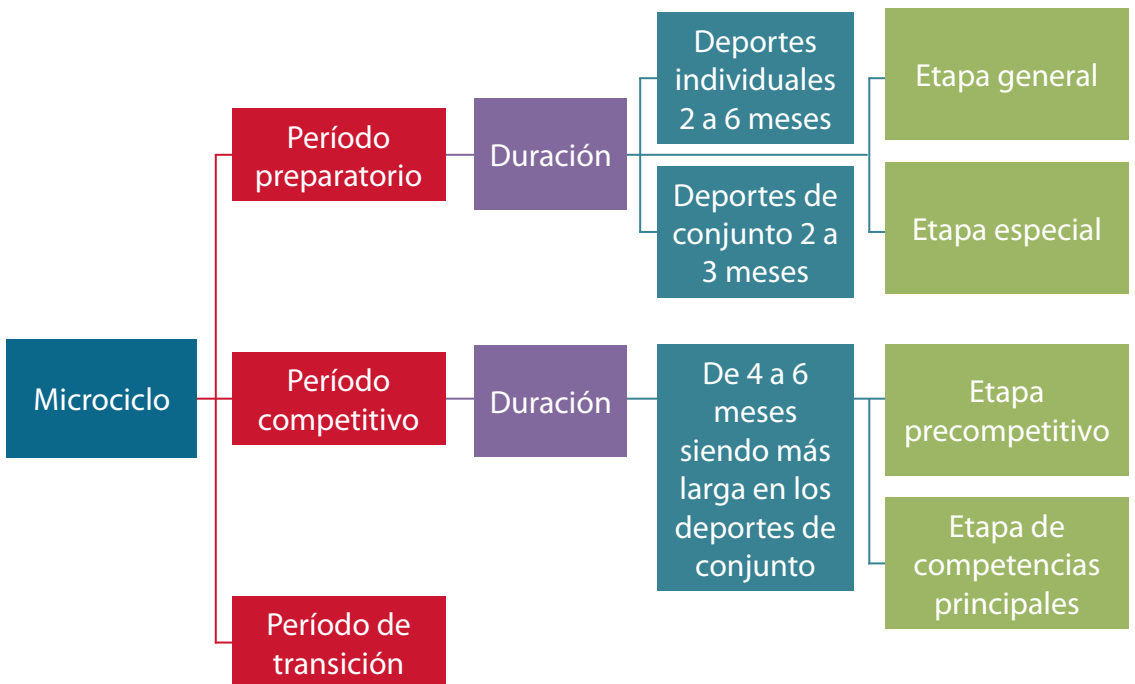 Microciclo
Período
preparatorio
Duración
Deportes
individuales
2 a 6 meses
Deportes de
conjunto 2 a
3 meses
Etapa general
Etapa especial
Período
competitivo
Duración
De 4 a 6
meses
siendo más
larga en los
deportes de
conjunto
Etapa
precompetitivo
Etapa de
competencias
principales
Período de
transición